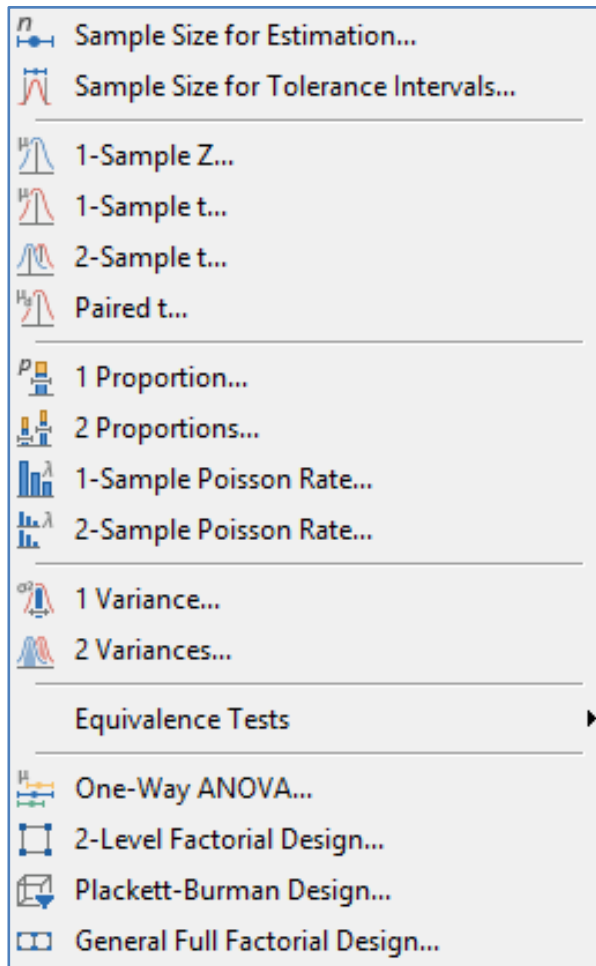 Sample Size for Estimation...
Sample Size for Tolerance Intervals...
1-Sample Z...
1-Sample t...
2-Sample t...
Paired t...
1 Proportion...
2 Proportions...
1-Sample Poisson Rate...
2-Sample Poisson Rate...
1 Variance...
2 Variances...
Equivalence Tests
One-Way ANOVA...
2-Level Factorial Design...
Plackett-Burman Design...
General Full Factorial Design...